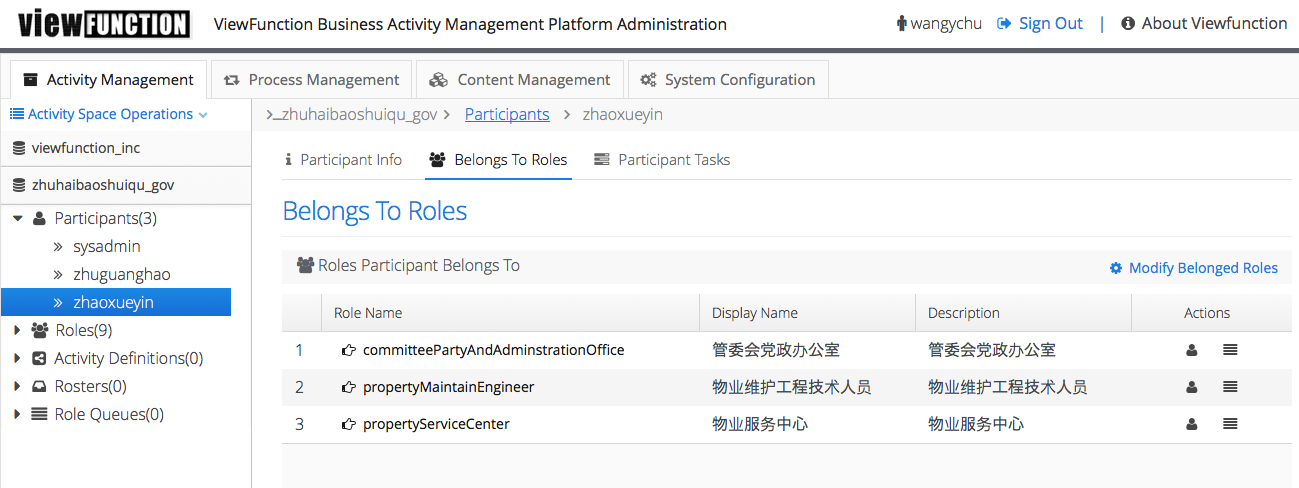 viewFUNCTION ViewFunction Business Activity Management Platform Administration wangychu Sign Out | About Viewfunction
Activity Management Process Management Content Management System Configuration
Activity Space Operations
zhuhaibaoshuiqu_gov Participants zhaoxueyin
viewfunction_inc
zhuhaibaoshuiqu_gov
Participants(3)
sysadmin
zhuguanghao
zhaoxueyin
Roles(9)
Activity Definitions(0)
Rosters(0)
Role Queues(0)
Participant Info Belongs To Roles Participant Tasks
Belongs To Roles
Roles Participant Belongs To Modify Belonged Roles
Role Name Display Name Description Actions
1 committeePartyAndAdminstrationOffice 管委会党政办公室 管委会党政办公室
2 propertyMaintainEngineer 物业维护工程技术人员 物业维护工程技术人员
3 propertyServiceCenter 物业服务中心 物业服务中心